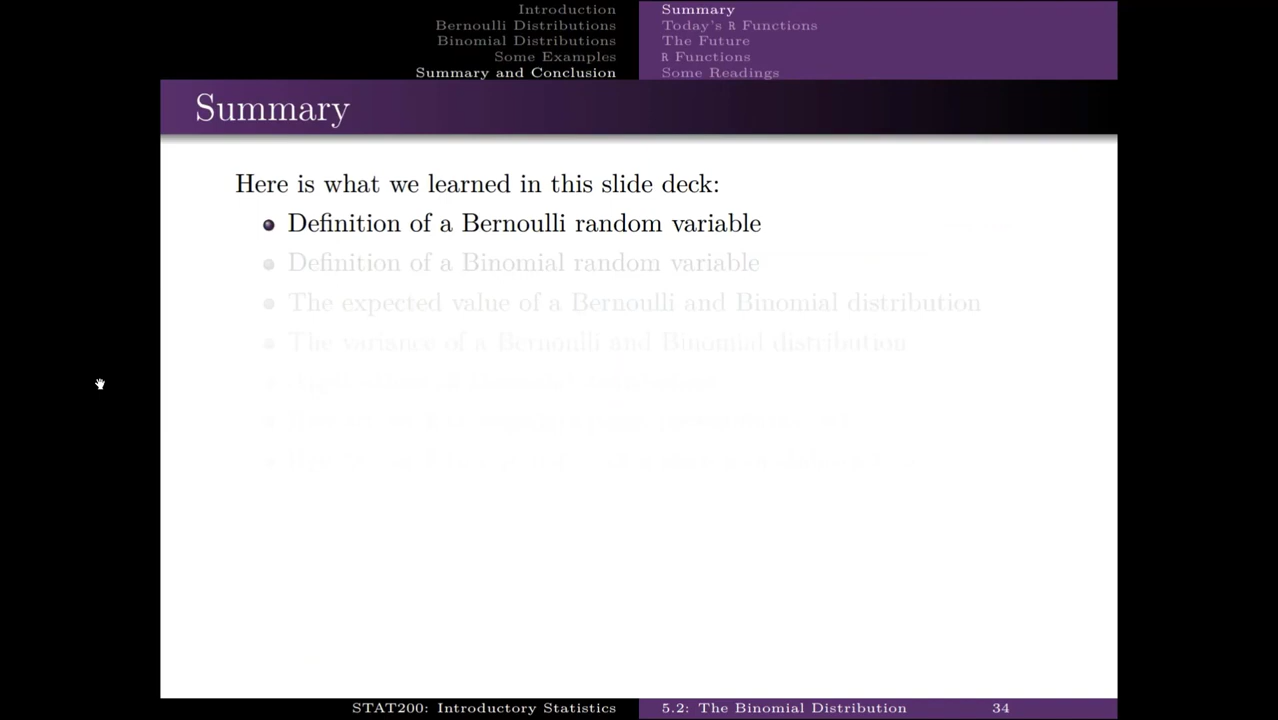 Introduction
Bernoulli Distributions
Binomial Distributions
Some Examples
Summary and Conclusion
Summary
Today's R Functions
The Future
R Functions
Some Readings
Summary
Here is what we learned in this slide deck:
Definition of a Bernoulli random variable
Definition of a Binomial random variable
The expected value of a Bernoulli and Binomial distribution
The variance of a Bernoulli and Binomial distribution
STAT200: Introductory Statistics
5.2: The Binomial Distribution
34